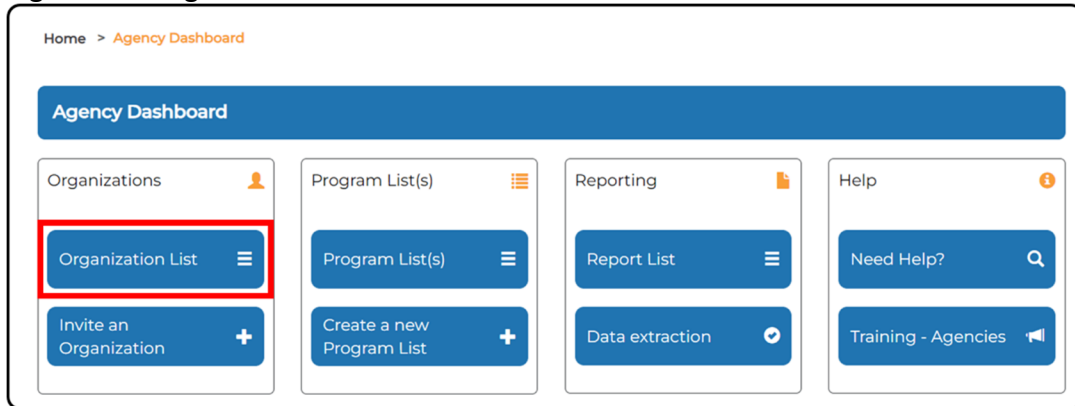 Home > Agency Dashboard
Agency Dashboard
Organizations
Organization List
Invite an
Organization
Program List(s)
Program List(s)
Create a new
Program List
Reporting
Report List
Data extraction
Help
Need Help?
Training - Agencies